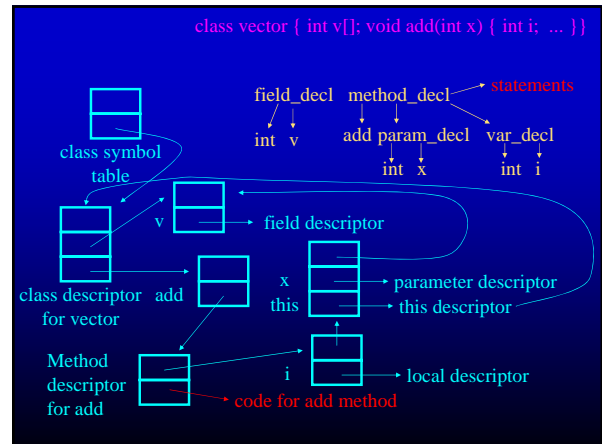 class vector { int v[]; void add(int x) { int i; ... }}
statements
field_decl method_decl
int v add param_decl var_decl
int x int i
class symbol
table
v field descriptor
class descriptor add
for vector
x parameter descriptor
this this descriptor
Method
descriptor
for add
i local descriptor
code for add method